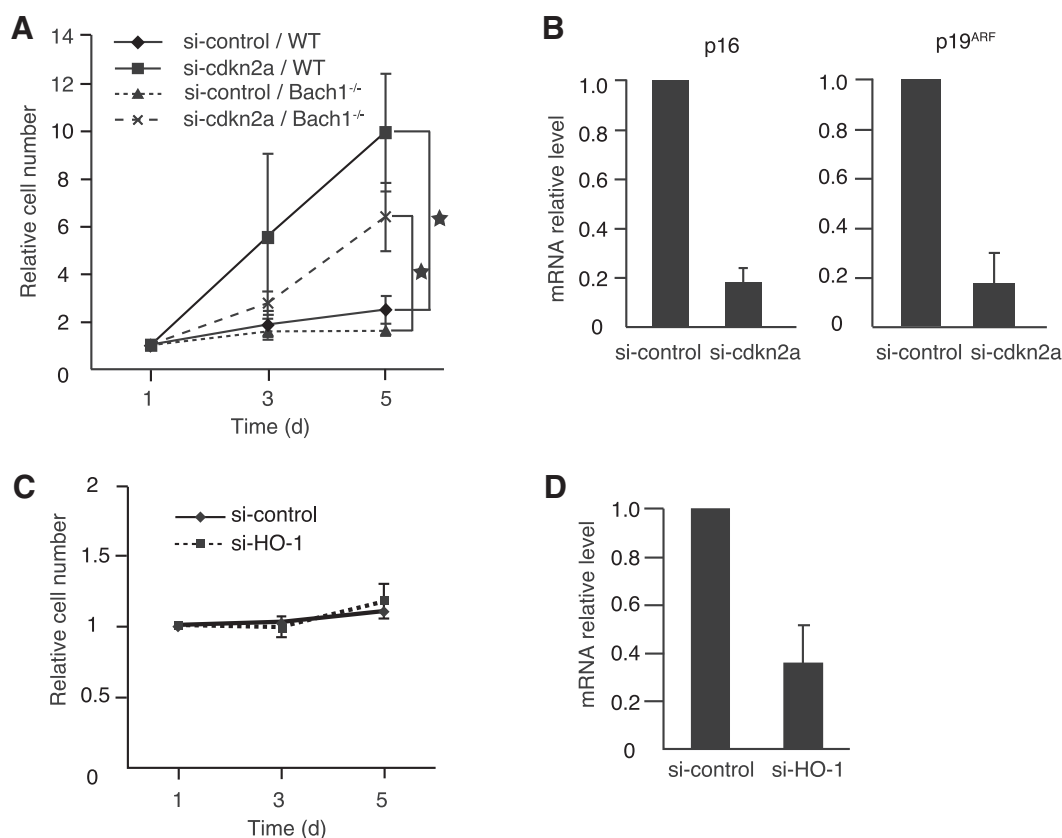 A
14
12
10
8
6
4
2
0
Relative cell number
si-control / WT
si-cdkn2a / WT
si-control / Bach1-/-
si-cdkn2a / Bach1-/-
1 3 5
Time (d)
B
p16 p19ARF
mRNA relative level
1.0
0.8
0.6
0.4
0.2
0
si-control si-cdkn2a
1.0
0.8
0.6
0.4
0.2
0
si-control si-cdkn2a
C
2
1.5
1
0.5
0
Relative cell number
si-control
si-HO-1
1 3 5
Time (d)
D
mRNA relative level
1.0
0.8
0.6
0.4
0.2
0
si-control si-HO-1